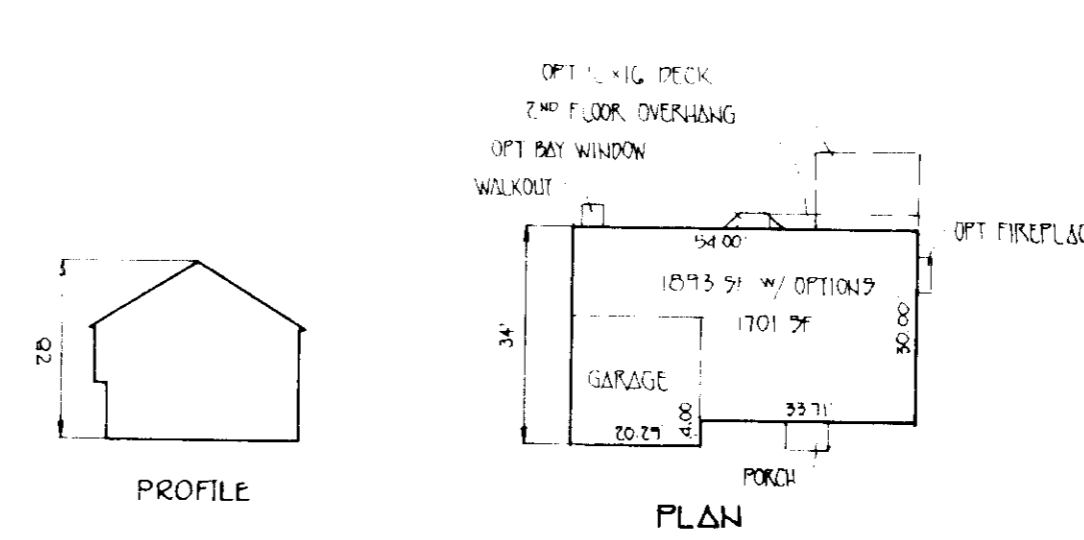 OPT ×16 DECK
2ND FLOOR OVERHANG
OPT BAY WINDOW
WALKOUT
OPT FIREPLAC
54.00'
1893 SF W/ OPTIONS
1701 SF
34'
30.00'
28
GARAGE
4.00
33.71'
20.29'
PORCH
PROFILE
PLAN